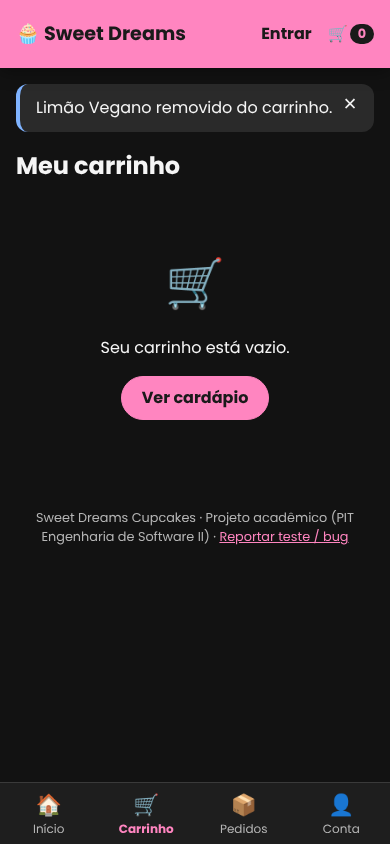 Sweet Dreams
Entrar
0
Limão Vegano removido do carrinho. ×
Meu carrinho
Seu carrinho está vazio.
Ver cardápio
Sweet Dreams Cupcakes · Projeto acadêmico (PIT
Engenharia de Software II) · Reportar teste / bug
Início
Carrinho
Pedidos
Conta